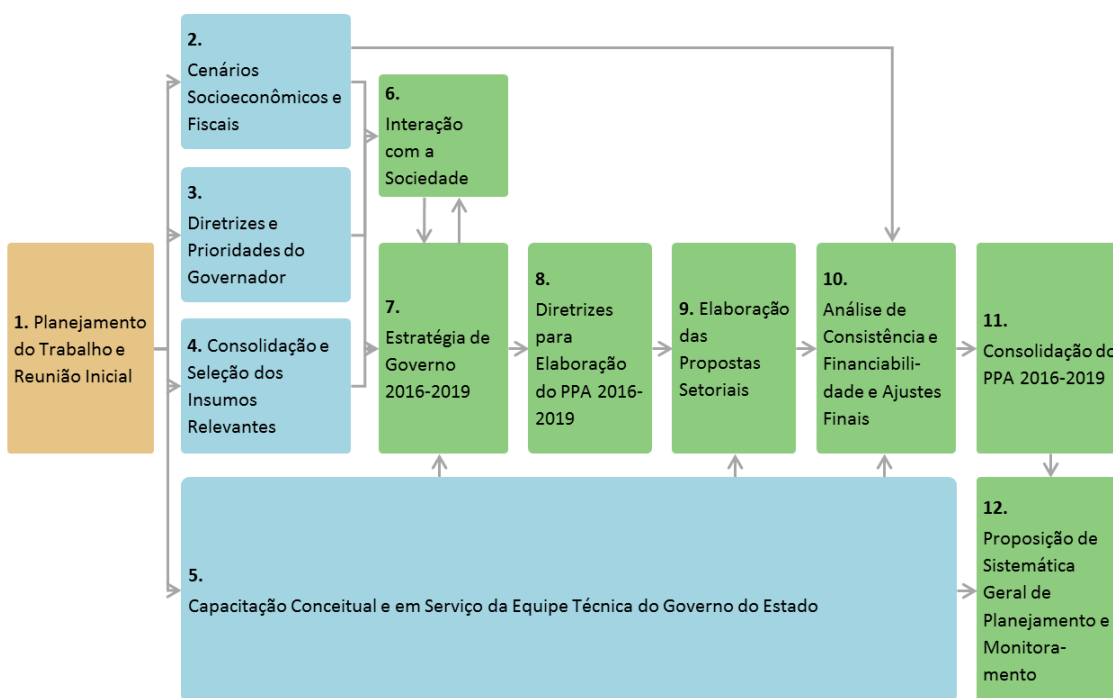 1. Planejamento
do Trabalho e
Reunião Inicial
2.
Cenários
Socioeconômicos e
Fiscais
3.
Diretrizes e
Prioridades do
Governador
4. Consolidação e
Seleção dos
Insumos
Relevantes
5.
Capacitação Conceitual e em Serviço da Equipe Técnica do Governo do Estado
6.
Interação
com a
Sociedade
7.
Estratégia de
Governo
2016-2019
8.
Diretrizes
para
Elaboração
do PPA 2016-
2019
9. Elaboração
das
Propostas
Setoriais
10.
Análise de
Consistência e
Financiabili-
dade e Ajustes
Finais
11.
Consolidação do
PPA 2016-2019
12.
Proposição de
Sistemática
Geral de
Planejamento e
Monitora-
mento